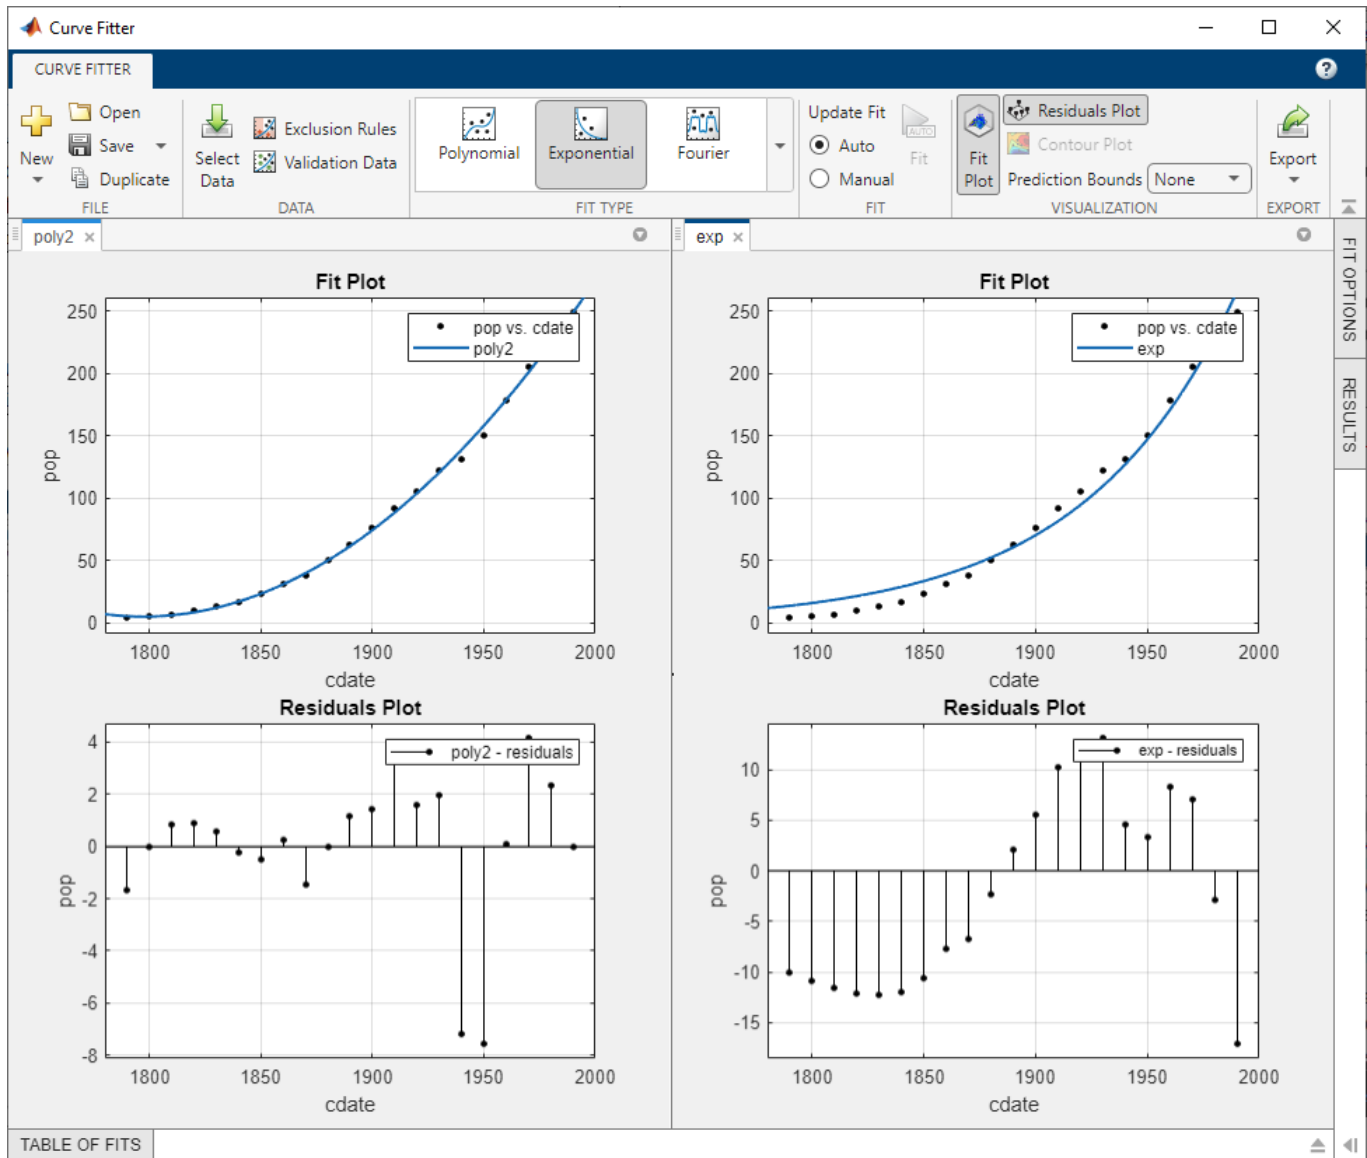 Curve Fitter
CURVE FITTER
?
New
Open
Save
Duplicate
FILE
Select
Data
Exclusion Rules
Validation Data
DATA
Polynomial
Exponential
Fourier
FIT TYPE
Update Fit
Auto
Manual
AUTO
Fit
FIT
Fit
Plot
Residuals Plot
Contour Plot
Prediction Bounds None
VISUALIZATION
Export
EXPORT
poly2 ×
Fit Plot
pop vs. cdate
poly2
250
200
150
100
50
0
pop
1800 1850 1900 1950 2000
cdate
Residuals Plot
poly2 - residuals
4
2
0
-2
-4
-6
-8
pop
1800 1850 1900 1950 2000
cdate
exp ×
Fit Plot
pop vs. cdate
exp
250
200
150
100
50
0
pop
1800 1850 1900 1950 2000
cdate
Residuals Plot
exp - residuals
10
5
0
-5
-10
-15
pop
1800 1850 1900 1950 2000
cdate
FIT OPTIONS
RESULTS
TABLE OF FITS